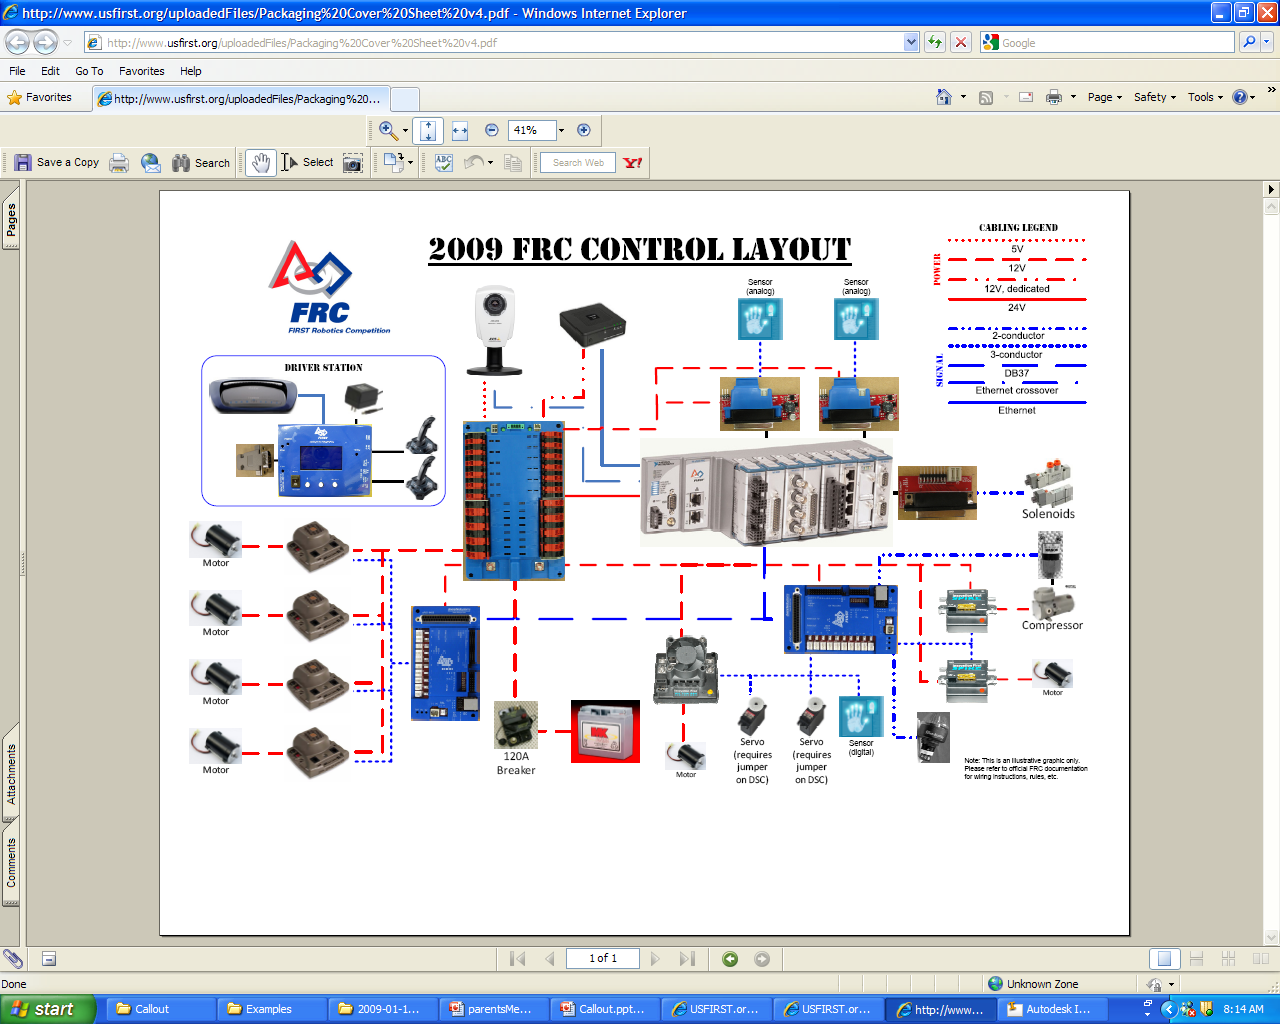 http://www.usfirst.org/uploadedFiles/Packaging%20Cover%20Sheet%20v4.pdf - Windows Internet Explorer
http://www.usfirst.org/uploadedFiles/Packaging%20Cover%20Sheet%20v4.pdf
Google
File Edit Go To Favorites Help
Favorites
http://www.usfirst.org/uploadedFiles/Packaging%20...
Page Safety Tools
41%
Save a Copy Search Select Search Web Y!
Pages
Attachments
Comments
2009 FRC CONTROL LAYOUT
FRC
FIRST Robotics Competition
CABLING LEGEND
POWER
5V
12V
12V, dedicated
24V
SIGNAL
2-conductor
3-conductor
DB37
Ethernet crossover
Ethernet
Sensor
(analog)
Sensor
(analog)
DRIVER STATION
Solenoids
Motor
Motor
Motor
Motor
Compressor
Motor
120A
Breaker
Motor
Servo
(requires
jumper
on DSC)
Servo
(requires
jumper
on DSC)
Sensor
(digital)
Note: This is an illustrative graphic only.
Please refer to official FRC documentation
for wiring instructions, rules, etc.
1 of 1
Done
Unknown Zone
start
Callout
Examples
2009-01-1...
parentsMe...
Callout.ppt...
USFIRST.or...
USFIRST.or...
http://www...
Autodesk I...
8:14 AM